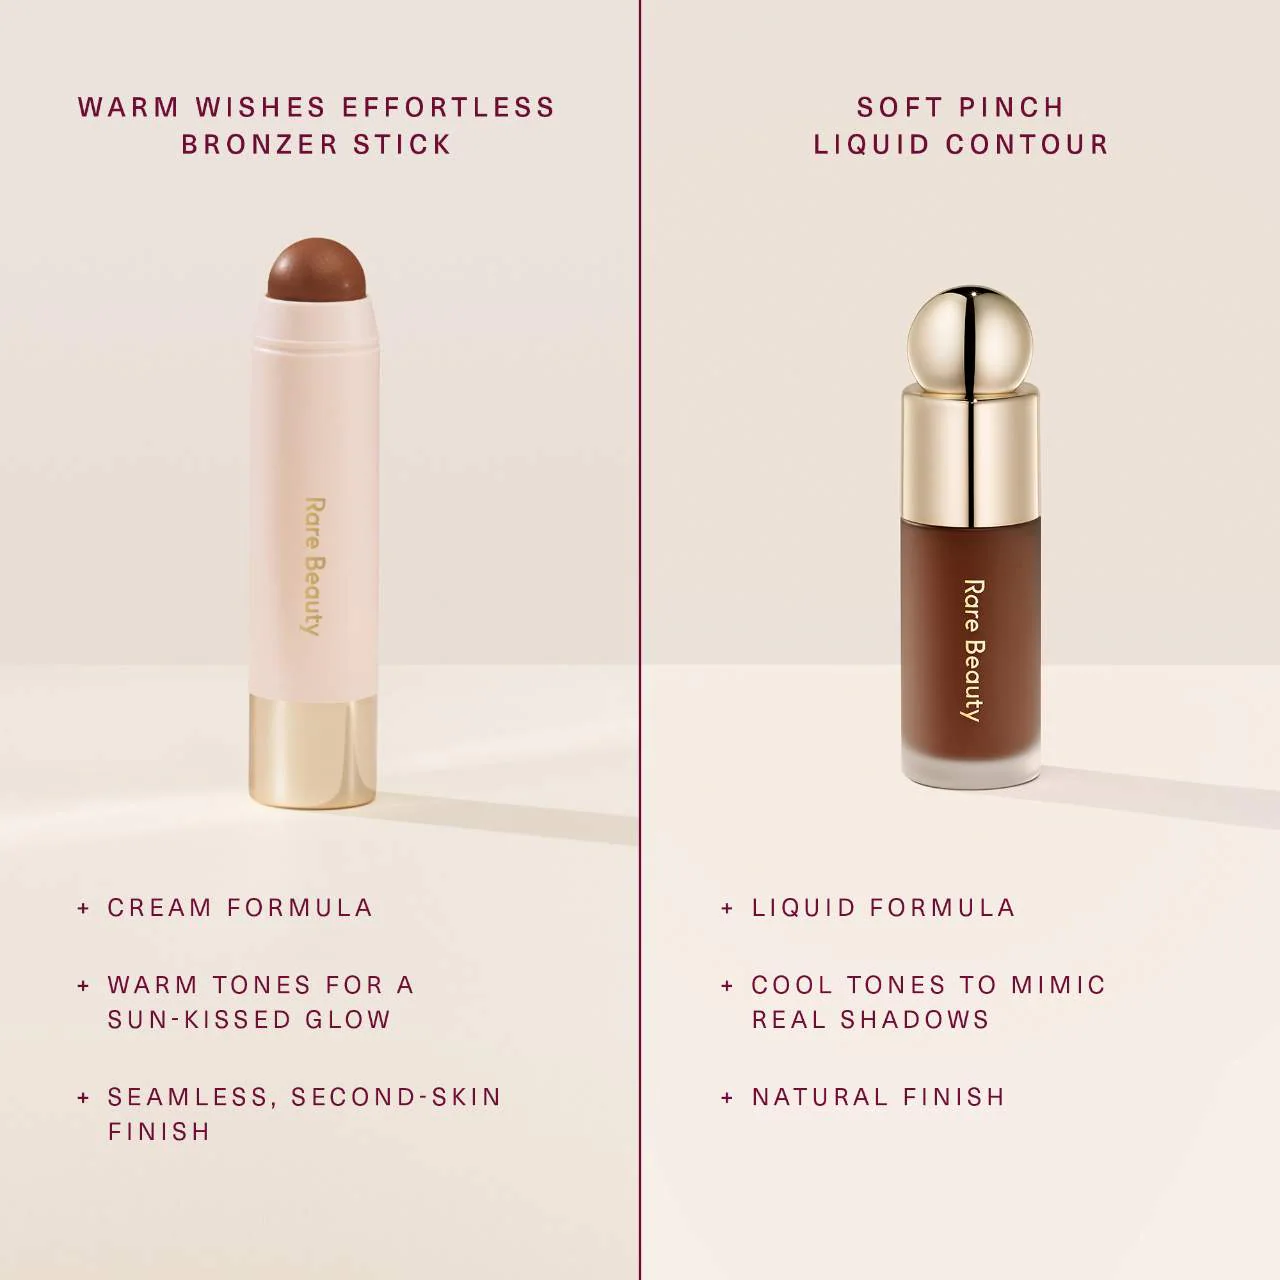 WARM WISHES EFFORTLESS
BRONZER STICK
Rare Beauty
+ CREAM FORMULA
+ WARM TONES FOR A
SUN-KISSED GLOW
+ SEAMLESS, SECOND-SKIN
FINISH
SOFT PINCH
LIQUID CONTOUR
Rare Beauty
+ LIQUID FORMULA
+ COOL TONES TO MIMIC
REAL SHADOWS
+ NATURAL FINISH